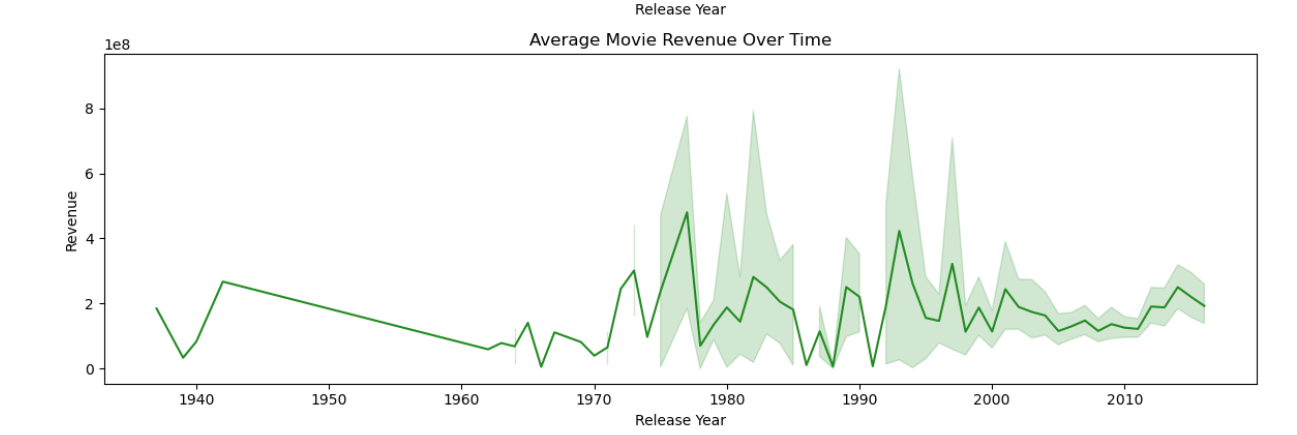 Release Year
Average Movie Revenue Over Time
1e8
8
6
4
2
0
Revenue
1940 1950 1960 1970 1980 1990 2000 2010
Release Year